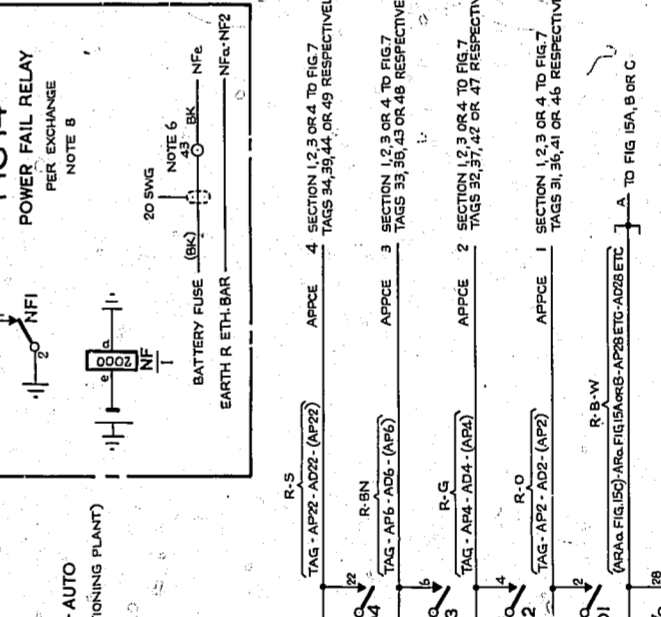 POWER FAIL RELAY
PER EXCHANGE
NOTE 8
NF1
2
e
2000
a
NF
1
20 SWG
NOTE 6
43
BATTERY FUSE
(BK)
BK
NFe
EARTH R ETH. BAR
NFa-NF2
- AUTO
TIONING PLANT)
R-S
TAG - AP22 - AD22 - (AP22)
APPCE
4
SECTION 1,2,3 OR 4 TO FIG.7
TAGS 34,39,44, OR 49 RESPECTIVEL
22
4
R-BN
TAG - AP6 - AD6 - (AP6)
APPCE
3
SECTION 1,2,3 OR 4 TO FIG.7
TAGS 33,38,43 OR 48 RESPECTIVE
6
3
R-G
TAG - AP4 - AD4 - (AP4)
APPCE
2
SECTION 1,2,3 OR 4 TO FIG.7
TAGS 32,37,42 OR 47 RESPECTIV
4
2
R-O
TAG - AP2 - AD2 - (AP2)
APPCE
1
SECTION 1,2,3 OR 4 TO FIG.7
TAGS 31,36,41 OR 46 RESPECTIVE
2
D1
R-B-W
(ARAa FIG.15C)-ARa FIG15AorB-AP28 ETC-AD28 ETC
A
TO FIG 15A, B OR C.
28